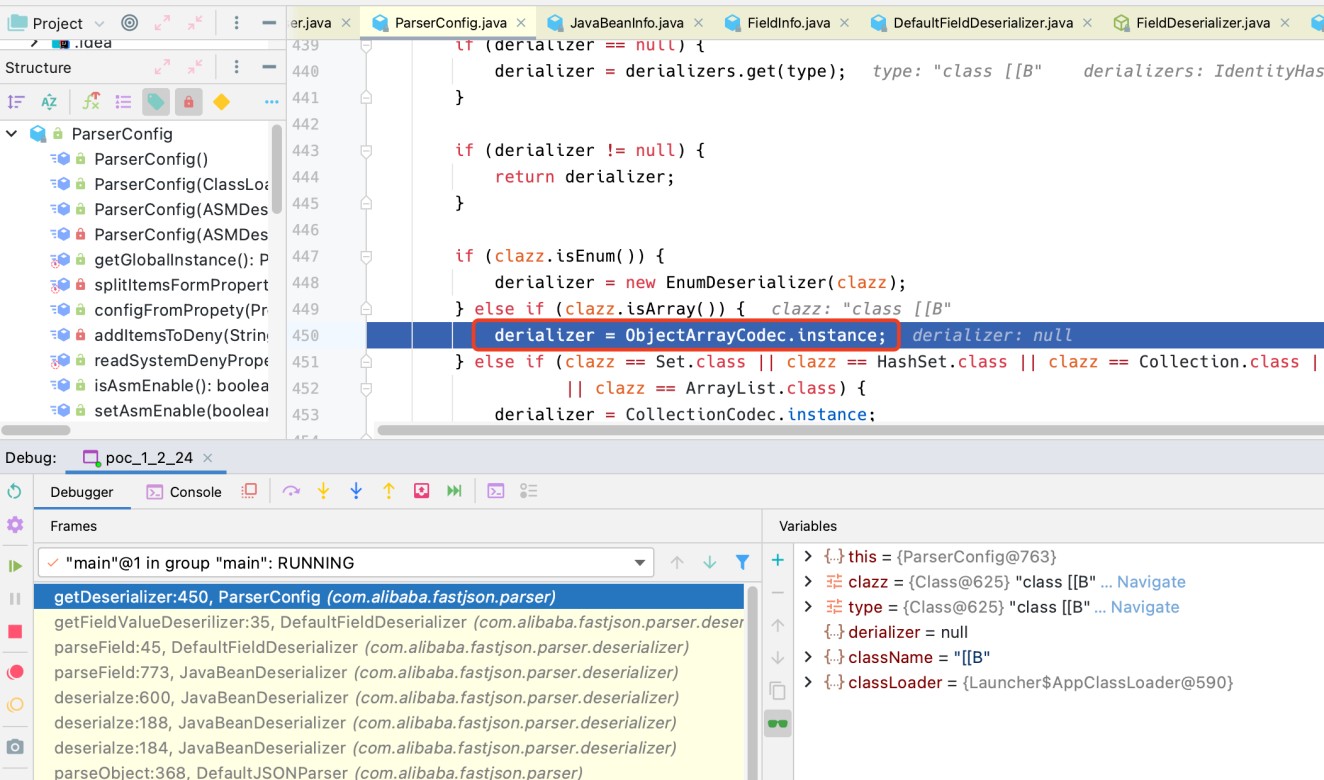 Project
er.java
ParserConfig.java
JavaBeanInfo.java
FieldInfo.java
DefaultFieldDeserializer.java
FieldDeserializer.java
.idea
Structure
ParserConfig
ParserConfig()
ParserConfig(ClassLoa
ParserConfig(ASMDes
ParserConfig(ASMDes
getGlobalInstance(): P
splitItemsFormPropert
configFromPropety(Pr
addItemsToDeny(String
readSystemDenyPrope
isAsmEnable(): boolea
setAsmEnable(boolear
439 if (derializer == null) {
440 derializer = derializers.get(type); type: "class [[B" derializers: IdentityHas
441 }
442
443 if (derializer != null) {
444 return derializer;
445 }
446
447 if (clazz.isEnum()) {
448 derializer = new EnumDeserializer(clazz);
449 } else if (clazz.isArray()) { clazz: "class [[B"
450 derializer = ObjectArrayCodec.instance; derializer: null
451 } else if (clazz == Set.class || clazz == HashSet.class || clazz == Collection.class |
452 || clazz == ArrayList.class) {
453 derializer = CollectionCodec.instance;
454
Debug:
poc_1_2_24
Debugger
Console
Frames
Variables
"main"@1 in group "main": RUNNING
getDeserializer:450, ParserConfig (com.alibaba.fastjson.parser)
getFieldValueDeserilizer:35, DefaultFieldDeserializer (com.alibaba.fastjson.parser.deser
parseField:45, DefaultFieldDeserializer (com.alibaba.fastjson.parser.deserializer)
parseField:773, JavaBeanDeserializer (com.alibaba.fastjson.parser.deserializer)
deserialze:600, JavaBeanDeserializer (com.alibaba.fastjson.parser.deserializer)
deserialze:188, JavaBeanDeserializer (com.alibaba.fastjson.parser.deserializer)
deserialze:184, JavaBeanDeserializer (com.alibaba.fastjson.parser.deserializer)
parseObject:368, DefaultJSONParser (com.alibaba.fastjson.parser)
this = {ParserConfig@763}
clazz = {Class@625} "class [[B" ... Navigate
type = {Class@625} "class [[B" ... Navigate
derializer = null
className = "[[B"
classLoader = {Launcher$AppClassLoader@590}